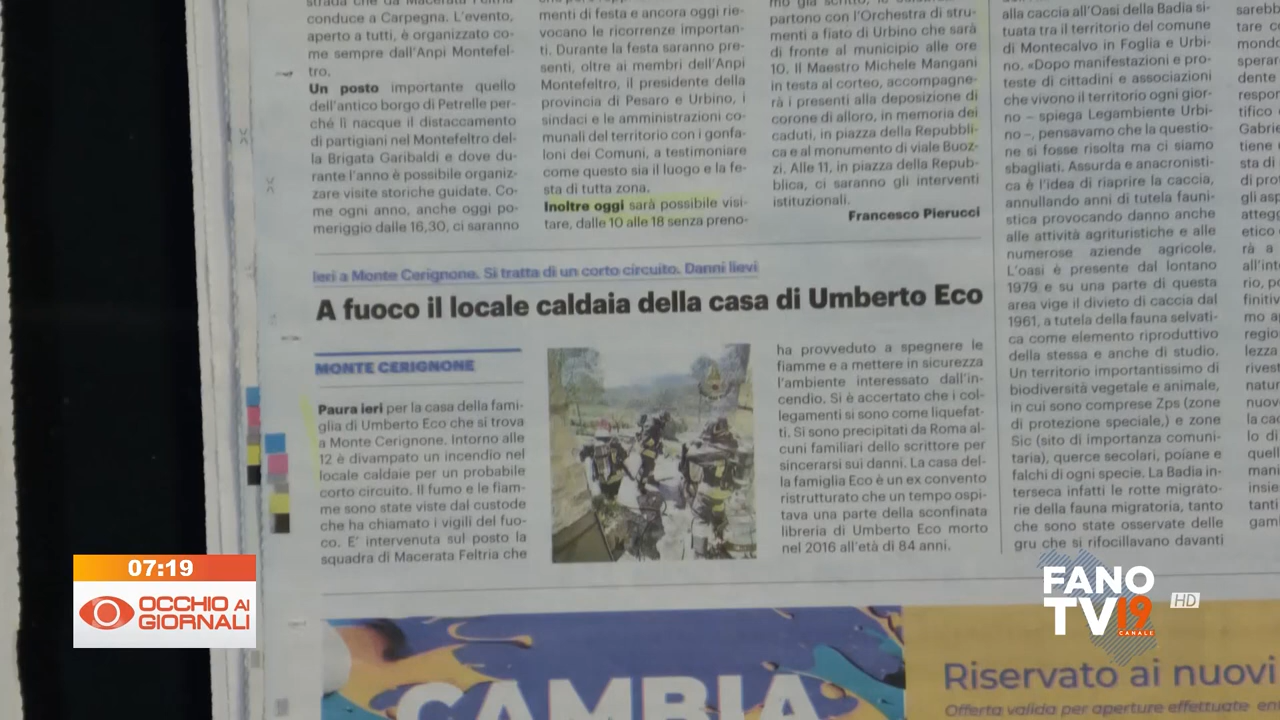 strada che da Macerata Feltria
conduce a Carpegna. L'evento,
aperto a tutti, è organizzato co-
me sempre dall'Anpi Montefel-
tro.
Un posto importante quello
dell'antico borgo di Petrelle per-
ché lì nacque il distaccamento
di partigiani nel Montefeltro del-
la Brigata Garibaldi e dove du-
rante l'anno è possibile organiz-
zare visite storiche guidate. Co-
me ogni anno, anche oggi po-
meriggio dalle 16,30, ci saranno
menti di festa e ancora oggi rie-
vocano le ricorrenze importan-
ti. Durante la festa saranno pre-
senti, oltre ai membri dell'Anpi
Montefeltro, il presidente della
provincia di Pesaro e Urbino, i
sindaci e le amministrazioni co-
munali del territorio con i gonfa-
loni dei Comuni, a testimoniare
come questo sia il luogo e la fe-
sta di tutta zona.
Inoltre oggi sarà possibile visi-
tare, dalle 10 alle 18 senza preno-
partono con l'Orchestra di stru-
menti a fiato di Urbino che sarà
di fronte al municipio alle ore
10. Il Maestro Michele Mangani
in testa al corteo, accompagne-
rà i presenti alla deposizione di
corone di alloro, in memoria dei
caduti, in piazza della Repubbli-
ca e al monumento di viale Buoz-
zi. Alle 11, in piazza della Repub-
blica, ci saranno gli interventi
istituzionali.
Francesco Pierucci
Ieri a Monte Cerignone. Si tratta di un corto circuito. Danni lievi
A fuoco il locale caldaia della casa di Umberto Eco
MONTE CERIGNONE
Paura ieri per la casa della fami-
glia di Umberto Eco che si trova
a Monte Cerignone. Intorno alle
12 è divampato un incendio nel
locale caldaie per un probabile
corto circuito. Il fumo e le fiam-
me sono state viste dal custode
che ha chiamato i vigili del fuo-
co. E' intervenuta sul posto la
squadra di Macerata Feltria che
ha provveduto a spegnere le
fiamme e a mettere in sicurezza
l'ambiente interessato dall'in-
cendio. Si è accertato che i col-
legamenti si sono come liquefat-
ti. Si sono precipitati da Roma al-
cuni familiari dello scrittore per
sincerarsi sui danni. La casa del-
la famiglia Eco è un ex convento
ristrutturato che un tempo ospi-
tava una parte della sconfinata
libreria di Umberto Eco morto
nel 2016 all'età di 84 anni.
alla caccia all'Oasi della Badia si-
tuata tra il territorio del comune
di Montecalvo in Foglia e Urbi-
no. «Dopo manifestazioni e pro-
teste di cittadini e associazioni
che vivono il territorio ogni gior-
no – spiega Legambiente Urbi-
no –, pensavamo che la questio-
ne si fosse risolta ma ci siamo
sbagliati. Assurda e anacronisti-
ca è l'idea di riaprire la caccia,
annullando anni di tutela fauni-
stica provocando danno anche
alle attività agrituristiche e alle
numerose aziende agricole.
L'oasi è presente dal lontano
1979 e su una parte di questa
area vige il divieto di caccia dal
1961, a tutela della fauna selvati-
ca come elemento riproduttivo
della stessa e anche di studio.
Un territorio importantissimo di
biodiversità vegetale e animale,
in cui sono comprese Zps (zone
di protezione speciale,) e zone
Sic (sito di importanza comuni-
taria), querce secolari, poiane e
falchi di ogni specie. La Badia in-
terseca infatti le rotte migrato-
rie della fauna migratoria, tanto
che sono state osservate delle
gru che si rifocillavano davanti
CAMBIA
Riservato ai nuovi
Offerta valida per aperture effettuate
07:19
OCCHIO AI
GIORNALI
FANO
TV19
CANALE
HD